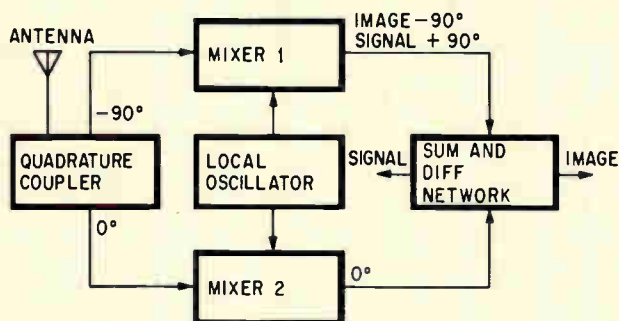 ANTENNA
-90°
QUADRATURE
COUPLER
0°
MIXER 1
LOCAL
OSCILLATOR
MIXER 2
IMAGE-90°
SIGNAL + 90°
0°
SIGNAL
SUM AND
DIFF
NETWORK
IMAGE